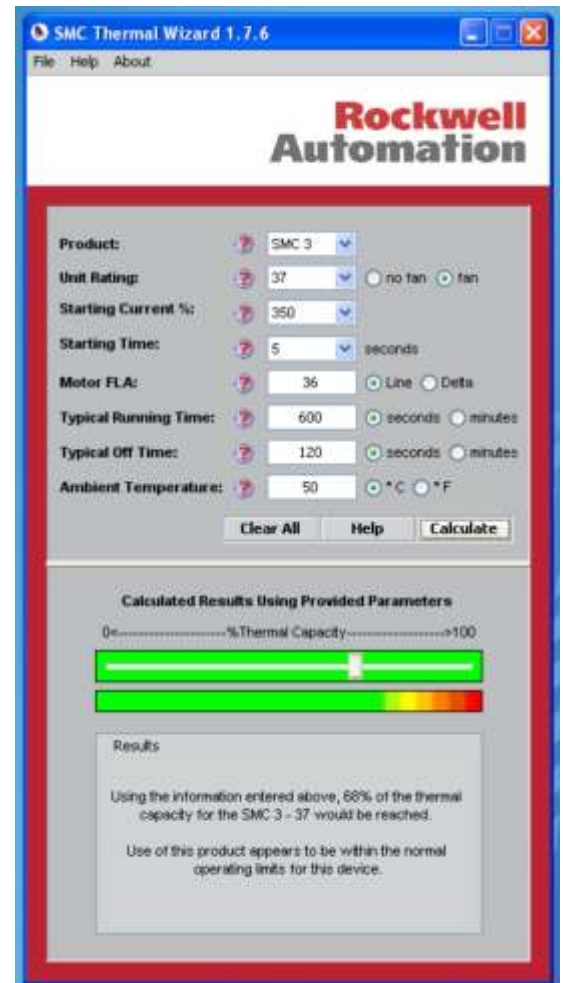 SMC Thermal Wizard 1.7.6
File Help About
Rockwell
Automation
Product: SMC 3
Unit Rating: 37 no fan fan
Starting Current %: 350
Starting Time: 5 seconds
Motor FLA: 36 Line Delta
Typical Running Time: 600 seconds minutes
Typical Off Time: 120 seconds minutes
Ambient Temperature: 50 °C °F
Clear All Help Calculate
Calculated Results Using Provided Parameters
0<----------------------%Thermal Capacity-------------------->100
Results
Using the information entered above, 68% of the thermal
capacity for the SMC 3 - 37 would be reached.
Use of this product appears to be within the normal
operating limits for this device.